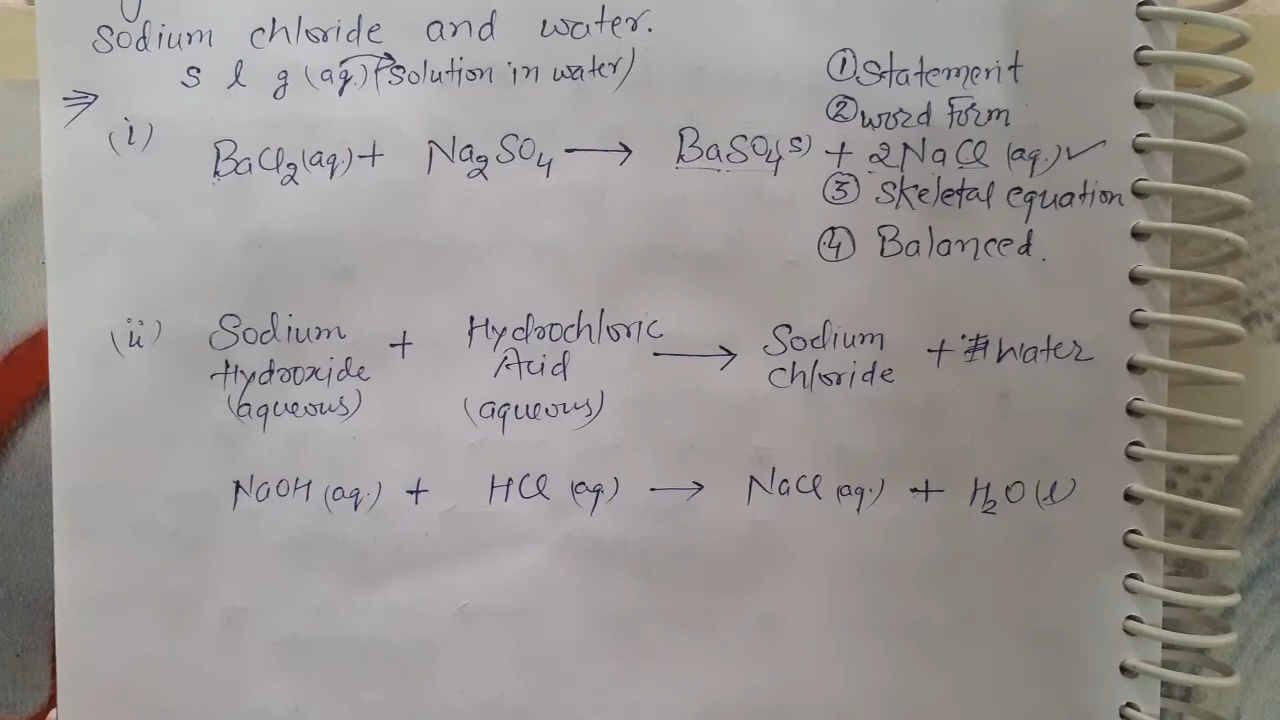 Sodium chloride and water.
s l g (aq.) (solution in water)
⇒
(i) BaCl2(aq.) + Na2SO4 → BaSO4(s) + 2NaCl (aq.) ✓
① Statement
② word form
③ Skeletal equation
④ Balanced.
(ii) Sodium Hydroxide (aqueous) + Hydrochloric Acid (aqueous) → Sodium chloride + water
NaOH (aq.) + HCl (aq) → NaCl (aq.) + H2O (l)